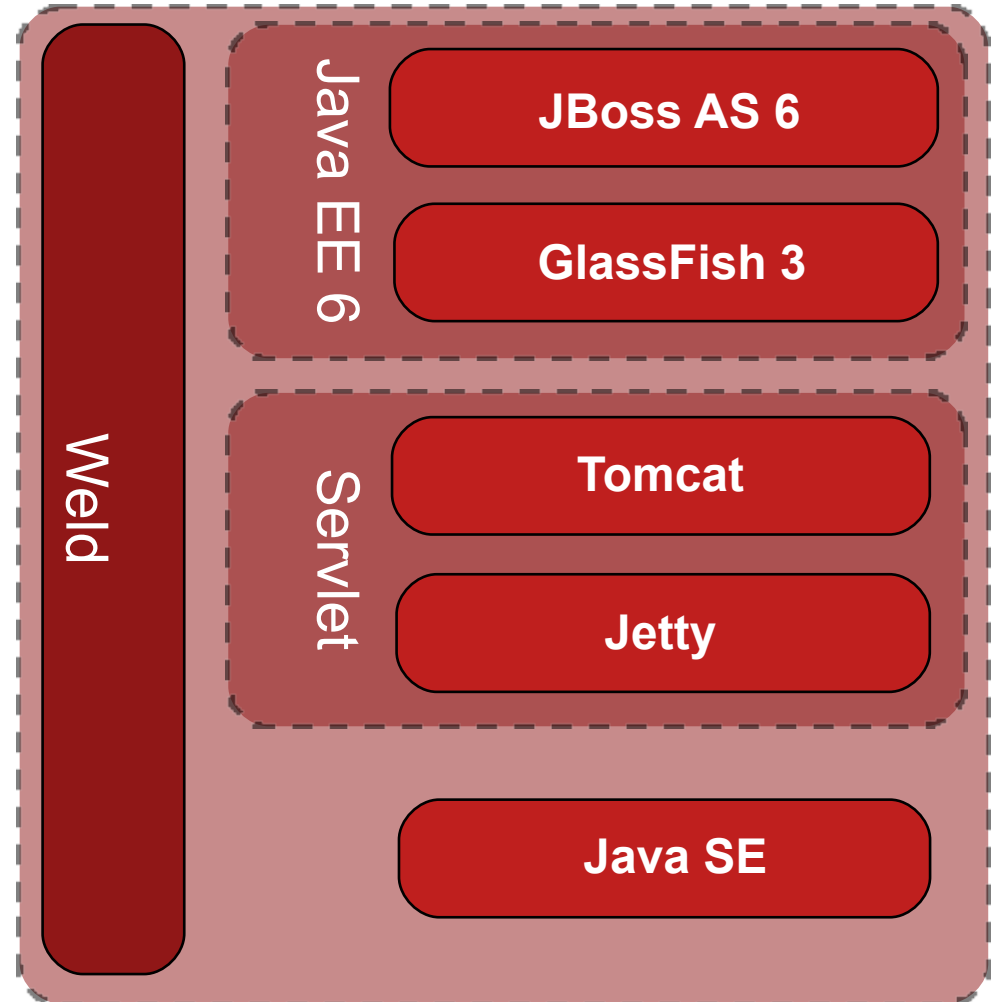 Weld
Java EE 6
JBoss AS 6
GlassFish 3
Servlet
Tomcat
Jetty
Java SE